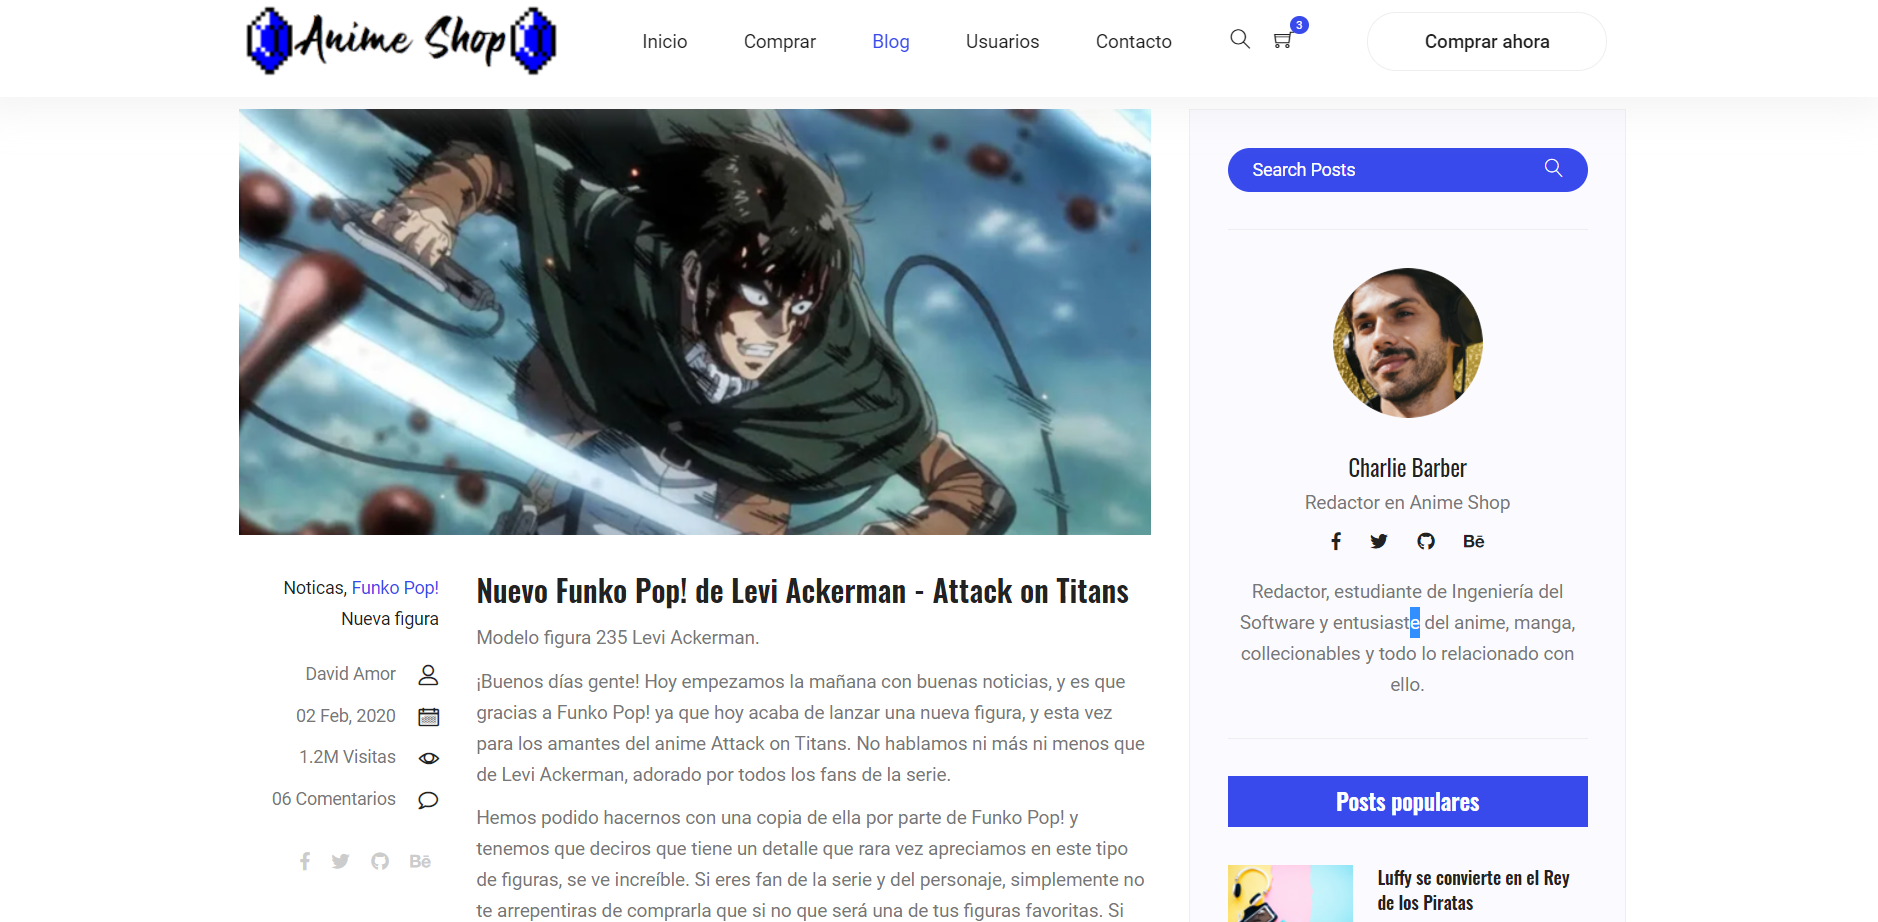 Anime Shop
Inicio
Comprar
Blog
Usuarios
Contacto
3
Comprar ahora
Noticas, Funko Pop!
Nueva figura
David Amor
02 Feb, 2020
1.2M Visitas
06 Comentarios
Bē
Nuevo Funko Pop! de Levi Ackerman - Attack on Titans
Modelo figura 235 Levi Ackerman.
¡Buenos días gente! Hoy empezamos la mañana con buenas noticias, y es que
gracias a Funko Pop! ya que hoy acaba de lanzar una nueva figura, y esta vez
para los amantes del anime Attack on Titans. No hablamos ni más ni menos que
de Levi Ackerman, adorado por todos los fans de la serie.
Hemos podido hacernos con una copia de ella por parte de Funko Pop! y
tenemos que deciros que tiene un detalle que rara vez apreciamos en este tipo
de figuras, se ve increíble. Si eres fan de la serie y del personaje, simplemente no
te arrepentiras de comprarla que si no que será una de tus figuras favoritas. Si
Search Posts
Charlie Barber
Redactor en Anime Shop
Bē
Redactor, estudiante de Ingeniería del
Software y entusiaste del anime, manga,
collecionables y todo lo relacionado con
ello.
Posts populares
Luffy se convierte en el Rey
de los Piratas